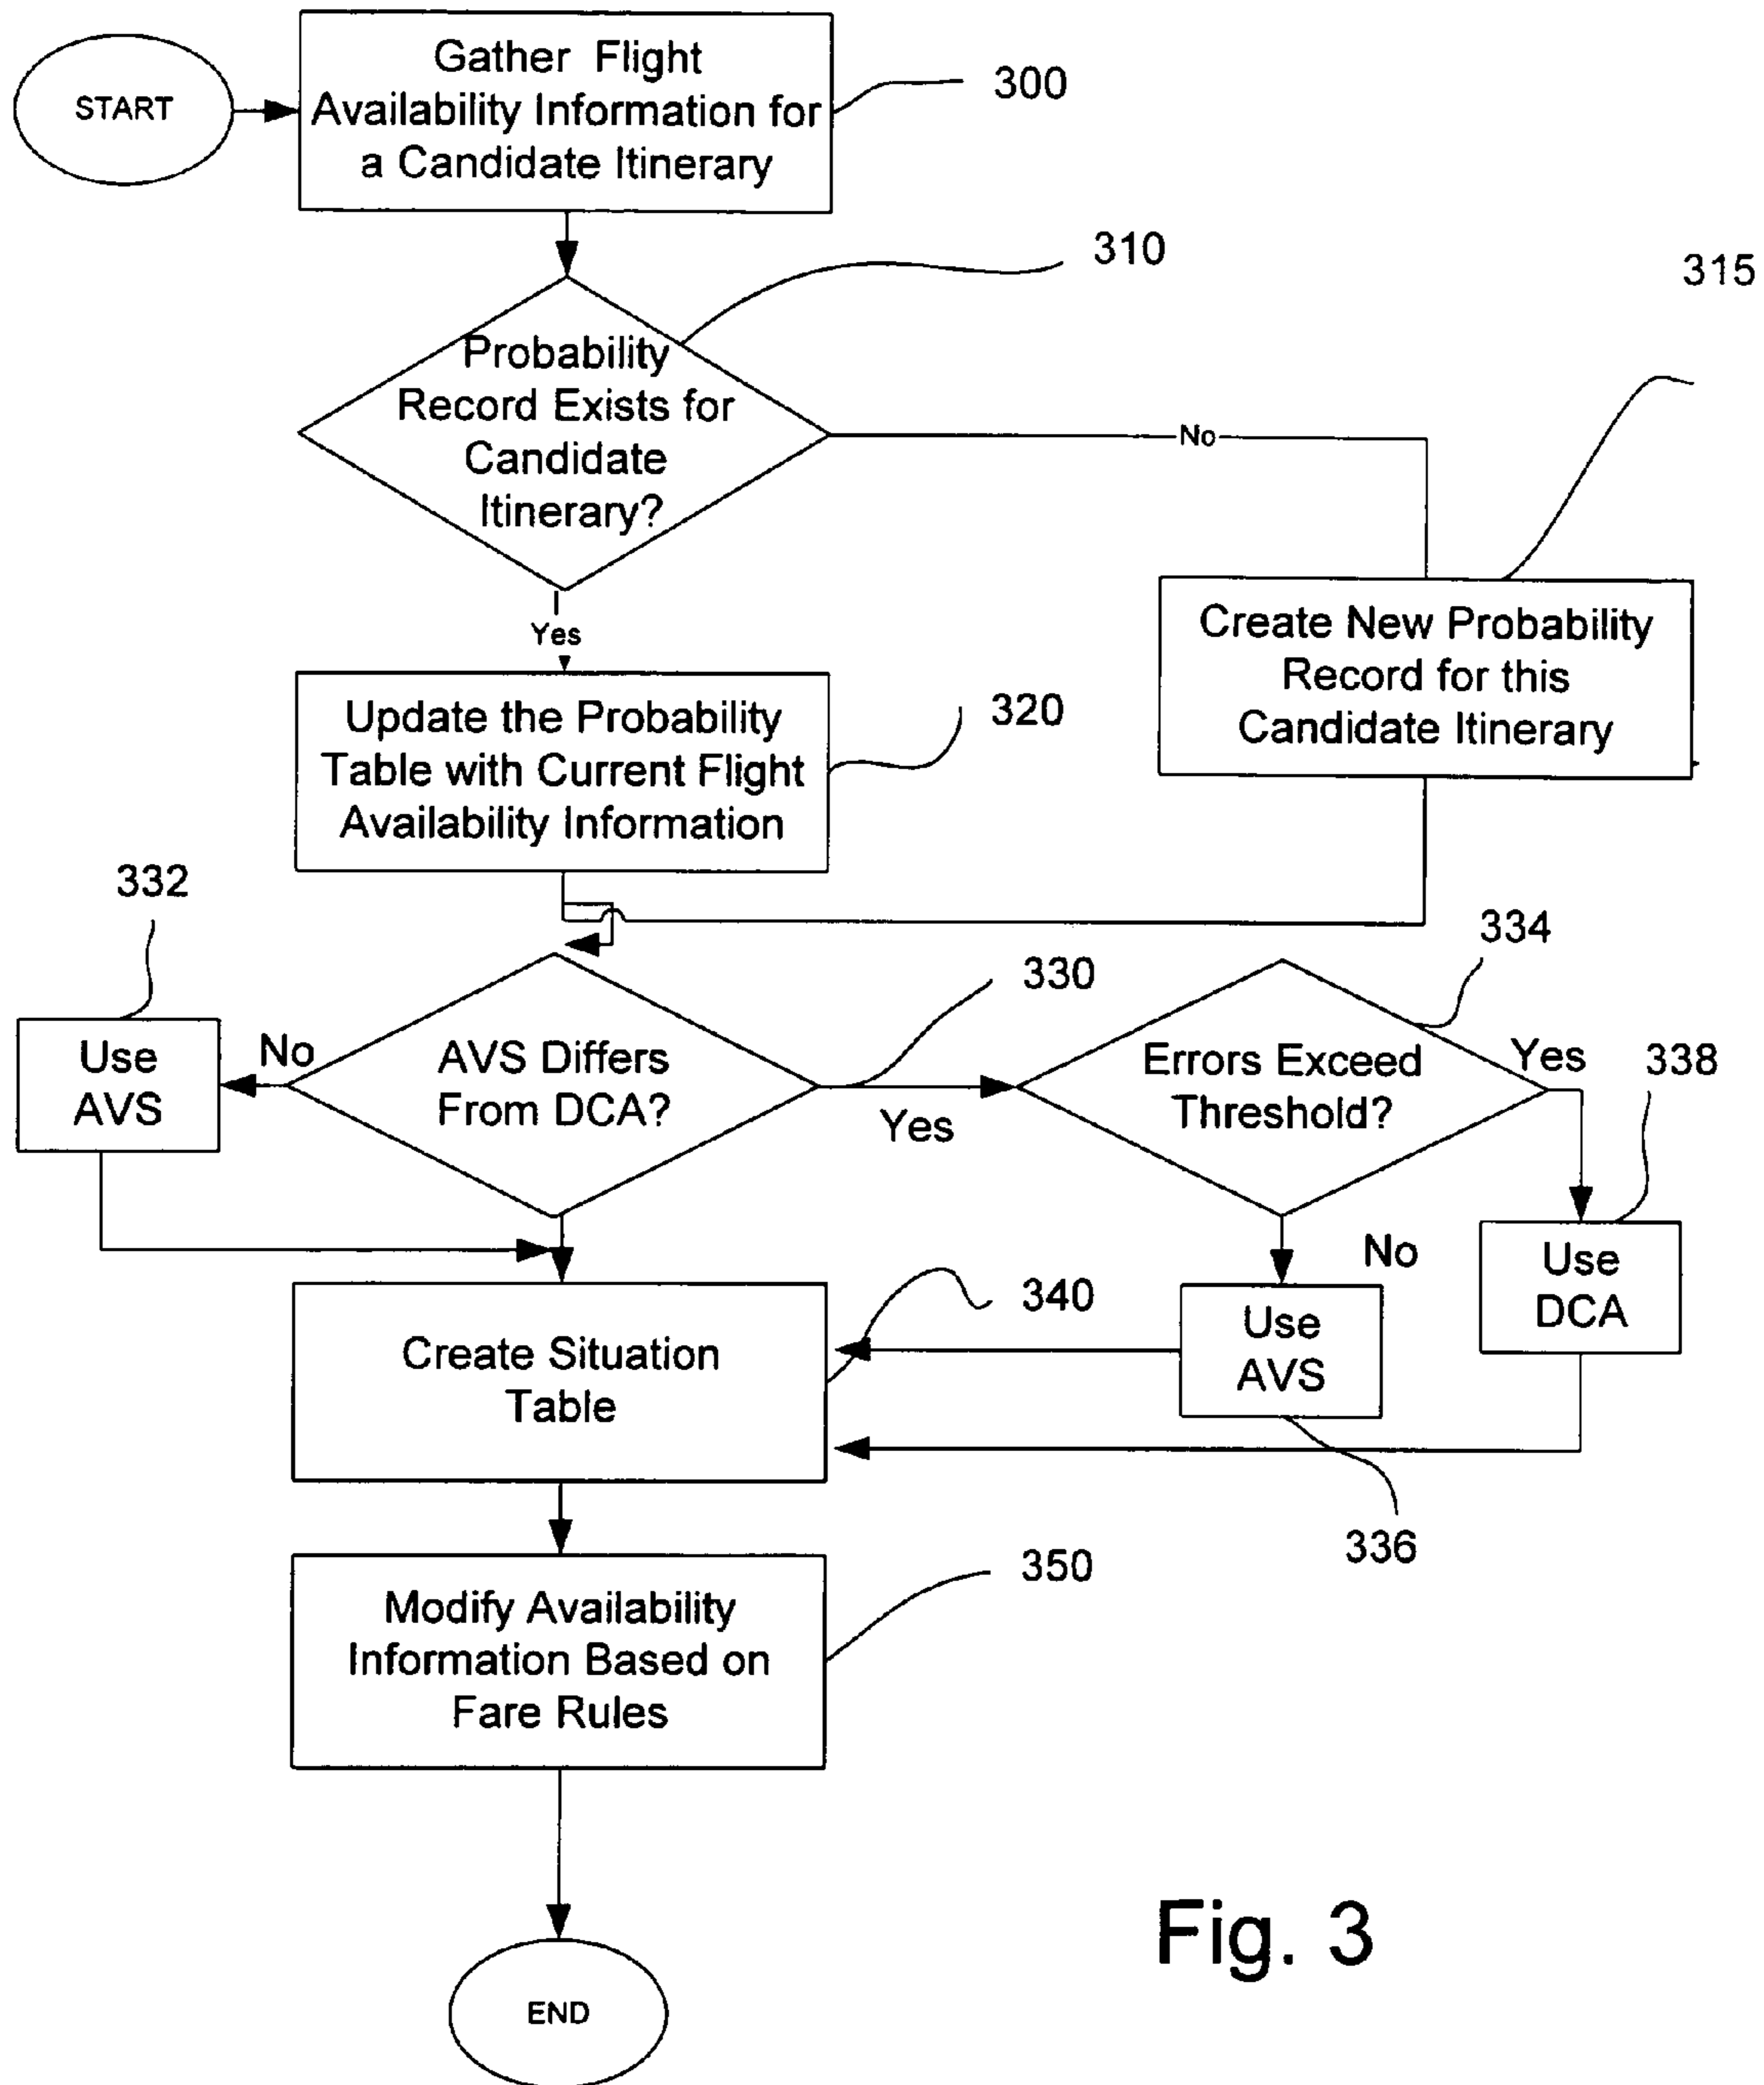 START
Gather Flight
Availability Information for
a Candidate Itinerary
300
310
315
Probability
Record Exists for
Candidate
Itinerary?
No
Yes
Create New Probability
Record for this
Candidate Itinerary
Update the Probability
Table with Current Flight
Availability Information
320
332
334
330
Use
AVS
No
AVS Differs
From DCA?
Yes
Errors Exceed
Threshold?
Yes
338
No
Use
DCA
340
Use
AVS
Create Situation
Table
336
350
Modify Availability
Information Based on
Fare Rules
Fig. 3
END